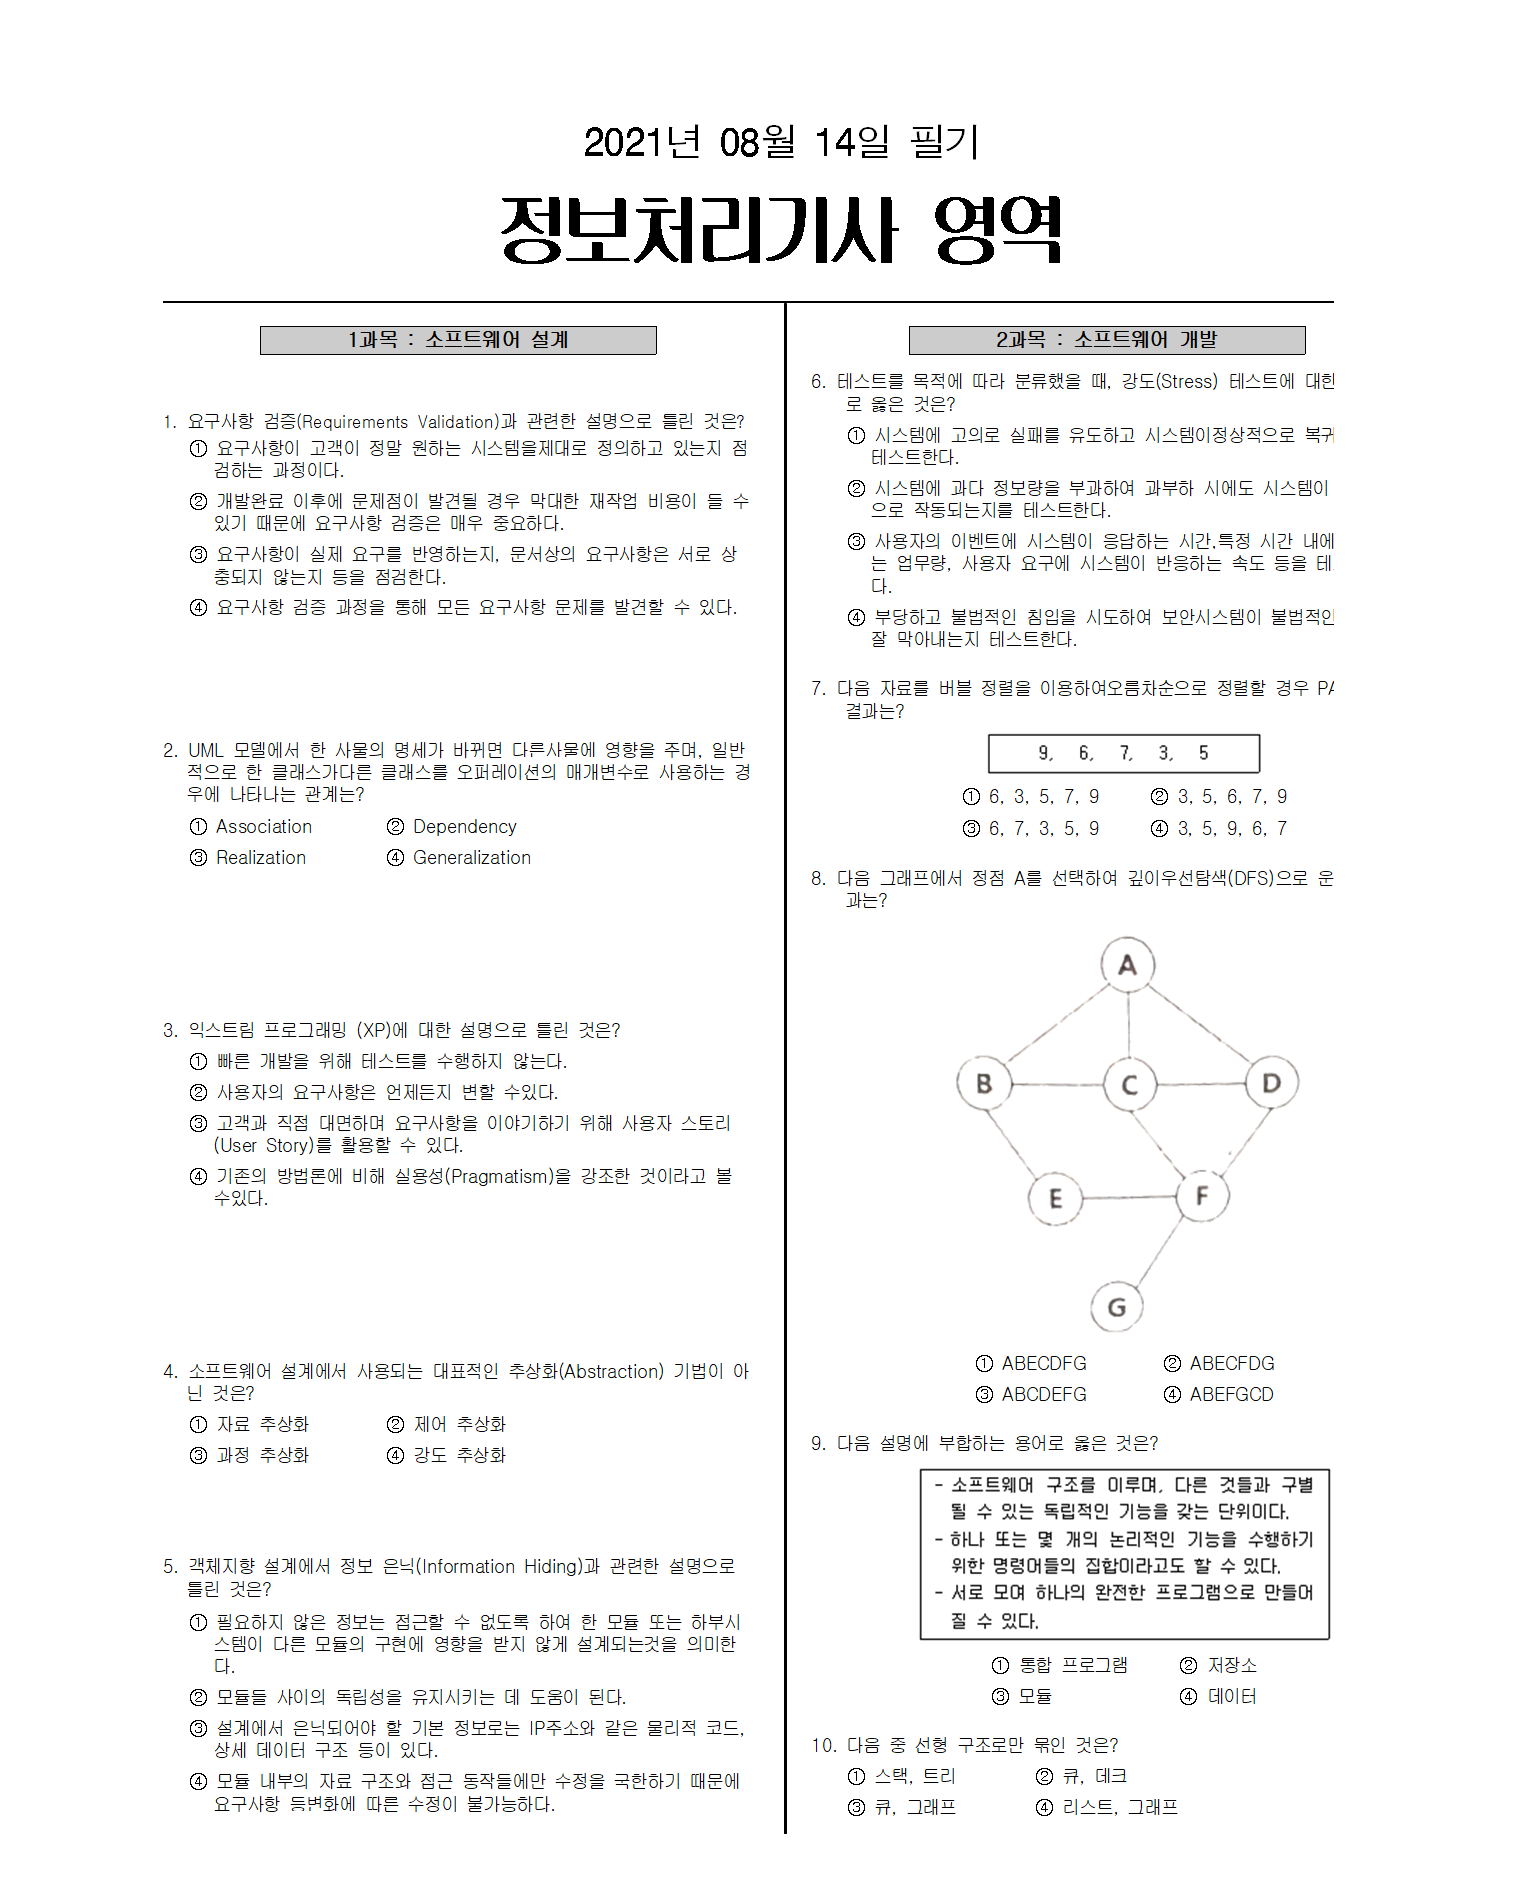 2021년 08월 14일 필기
정보처리기사 영역
1과목 : 소프트웨어 설계
1. 요구사항 검증(Requirements Validation)과 관련한 설명으로 틀린 것은?
① 요구사항이 고객이 정말 원하는 시스템을제대로 정의하고 있는지 점
검하는 과정이다.
② 개발완료 이후에 문제점이 발견될 경우 막대한 재작업 비용이 들 수
있기 때문에 요구사항 검증은 매우 중요하다.
③ 요구사항이 실제 요구를 반영하는지, 문서상의 요구사항은 서로 상
충되지 않는지 등을 점검한다.
④ 요구사항 검증 과정을 통해 모든 요구사항 문제를 발견할 수 있다.
2. UML 모델에서 한 사물의 명세가 바뀌면 다른사물에 영향을 주며, 일반
적으로 한 클래스가다른 클래스를 오퍼레이션의 매개변수로 사용하는 경
우에 나타나는 관계는?
① Association ② Dependency
③ Realization ④ Generalization
3. 익스트림 프로그래밍 (XP)에 대한 설명으로 틀린 것은?
① 빠른 개발을 위해 테스트를 수행하지 않는다.
② 사용자의 요구사항은 언제든지 변할 수있다.
③ 고객과 직접 대면하며 요구사항을 이야기하기 위해 사용자 스토리
(User Story)를 활용할 수 있다.
④ 기존의 방법론에 비해 실용성(Pragmatism)을 강조한 것이라고 볼
수있다.
4. 소프트웨어 설계에서 사용되는 대표적인 추상화(Abstraction) 기법이 아
닌 것은?
① 자료 추상화 ② 제어 추상화
③ 과정 추상화 ④ 강도 추상화
5. 객체지향 설계에서 정보 은닉(Information Hiding)과 관련한 설명으로
틀린 것은?
① 필요하지 않은 정보는 접근할 수 없도록 하여 한 모듈 또는 하부시
스템이 다른 모듈의 구현에 영향을 받지 않게 설계되는것을 의미한
다.
② 모듈들 사이의 독립성을 유지시키는 데 도움이 된다.
③ 설계에서 은닉되어야 할 기본 정보로는 IP주소와 같은 물리적 코드,
상세 데이터 구조 등이 있다.
④ 모듈 내부의 자료 구조와 접근 동작들에만 수정을 국한하기 때문에
요구사항 등변화에 따른 수정이 불가능하다.
2과목 : 소프트웨어 개발
6. 테스트를 목적에 따라 분류했을 때, 강도(Stress) 테스트에 대한
로 옳은 것은?
① 시스템에 고의로 실패를 유도하고 시스템이정상적으로 복귀
테스트한다.
② 시스템에 과다 정보량을 부과하여 과부하 시에도 시스템이
으로 작동되는지를 테스트한다.
③ 사용자의 이벤트에 시스템이 응답하는 시간,특정 시간 내에
는 업무량, 사용자 요구에 시스템이 반응하는 속도 등을 테
다.
④ 부당하고 불법적인 침입을 시도하여 보안시스템이 불법적인
잘 막아내는지 테스트한다.
7. 다음 자료를 버블 정렬을 이용하여오름차순으로 정렬할 경우 PA
결과는?
9, 6, 7, 3, 5
① 6, 3, 5, 7, 9 ② 3, 5, 6, 7, 9
③ 6, 7, 3, 5, 9 ④ 3, 5, 9, 6, 7
8. 다음 그래프에서 정점 A를 선택하여 깊이우선탐색(DFS)으로 운
과는?
A
B C D
E F
G
① ABECDFG ② ABECFDG
③ ABCDEFG ④ ABEFGCD
9. 다음 설명에 부합하는 용어로 옳은 것은?
- 소프트웨어 구조를 이루며, 다른 것들과 구별
될 수 있는 독립적인 기능을 갖는 단위이다.
- 하나 또는 몇 개의 논리적인 기능을 수행하기
위한 명령어들의 집합이라고도 할 수 있다.
- 서로 모여 하나의 완전한 프로그램으로 만들어
질 수 있다.
① 통합 프로그램 ② 저장소
③ 모듈 ④ 데이터
10. 다음 중 선형 구조로만 묶인 것은?
① 스택, 트리 ② 큐, 데크
③ 큐, 그래프 ④ 리스트, 그래프